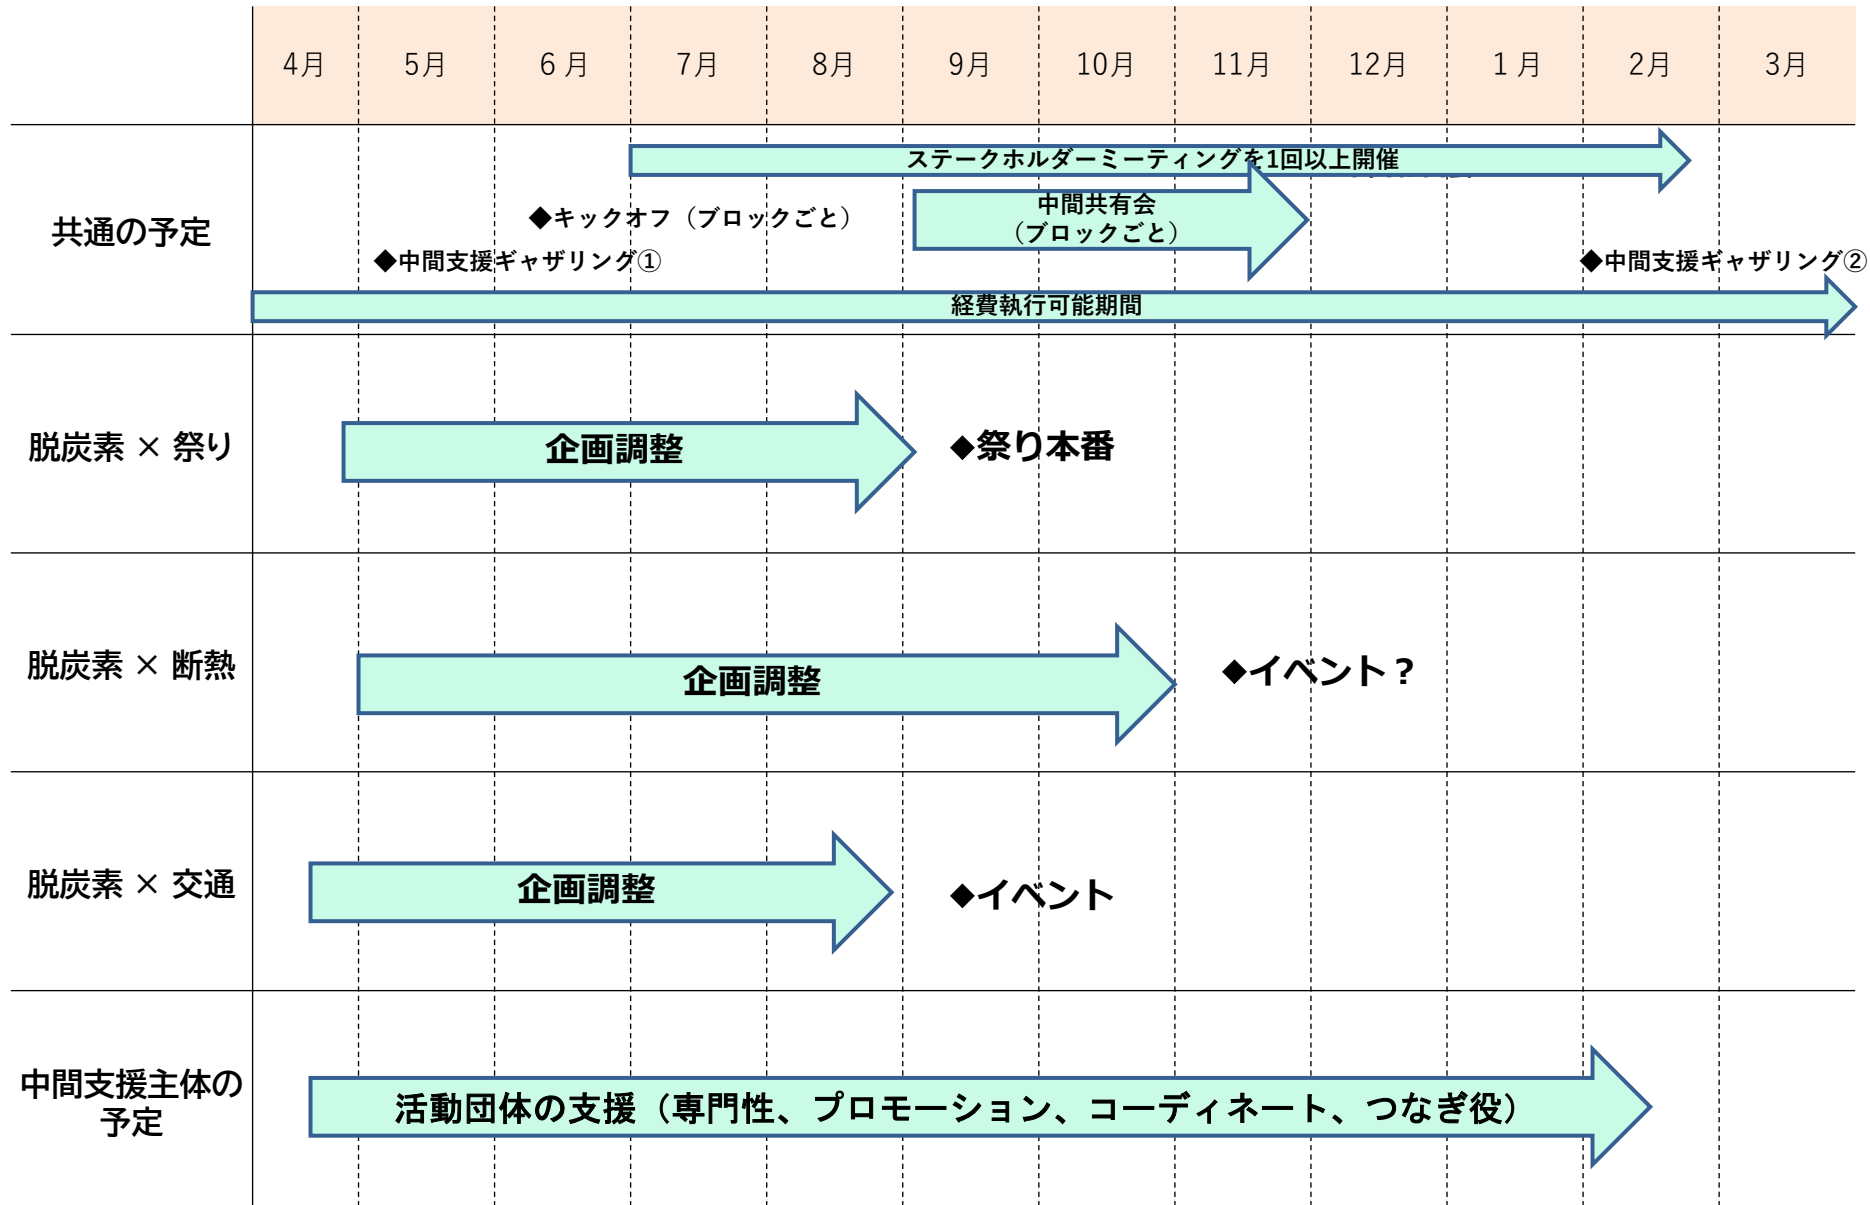 4月 5月 6月 7月 8月 9月 10月 11月 12月 1月 2月 3月
共通の予定
ステークホルダーミーティングを1回以上開催
中間共有会
（ブロックごと）
◆キックオフ（ブロックごと）
◆中間支援ギャザリング①
◆中間支援ギャザリング②
経費執行可能期間
脱炭素 × 祭り
企画調整
◆祭り本番
脱炭素 × 断熱
企画調整
◆イベント？
脱炭素 × 交通
企画調整
◆イベント
中間支援主体の
予定
活動団体の支援（専門性、プロモーション、コーディネート、つなぎ役）